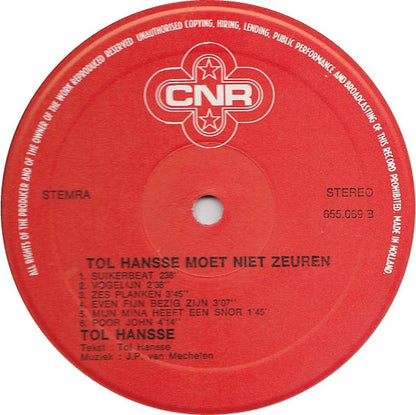 ALL RIGHTS OF THE PRODUCER AND OF THE OWNER OF THE WORK REPRODUCED RESERVED. UNAUTHORISED COPYING, HIRING, LENDING, PUBLIC PERFORMANCE AND BROADCASTING OF THIS RECORD PROHIBITED. MADE IN HOLLAND.
CNR
STEMRA
STEREO
655.069 B
TOL HANSSE MOET NIET ZEUREN
1. SUIKERBEAT 2'38''
2. VOGELIJN 2'38''
3. ZES PLANKEN 3'45''
4. EVEN FIJN BEZIG ZIJN 3'07''
5. MIJN MINA HEEFT EEN SNOR 1'45'
6. POOR JOHN 4'14''
TOL HANSSE
Tekst : Tol Hansse
Muziek : J.P. van Mechelen